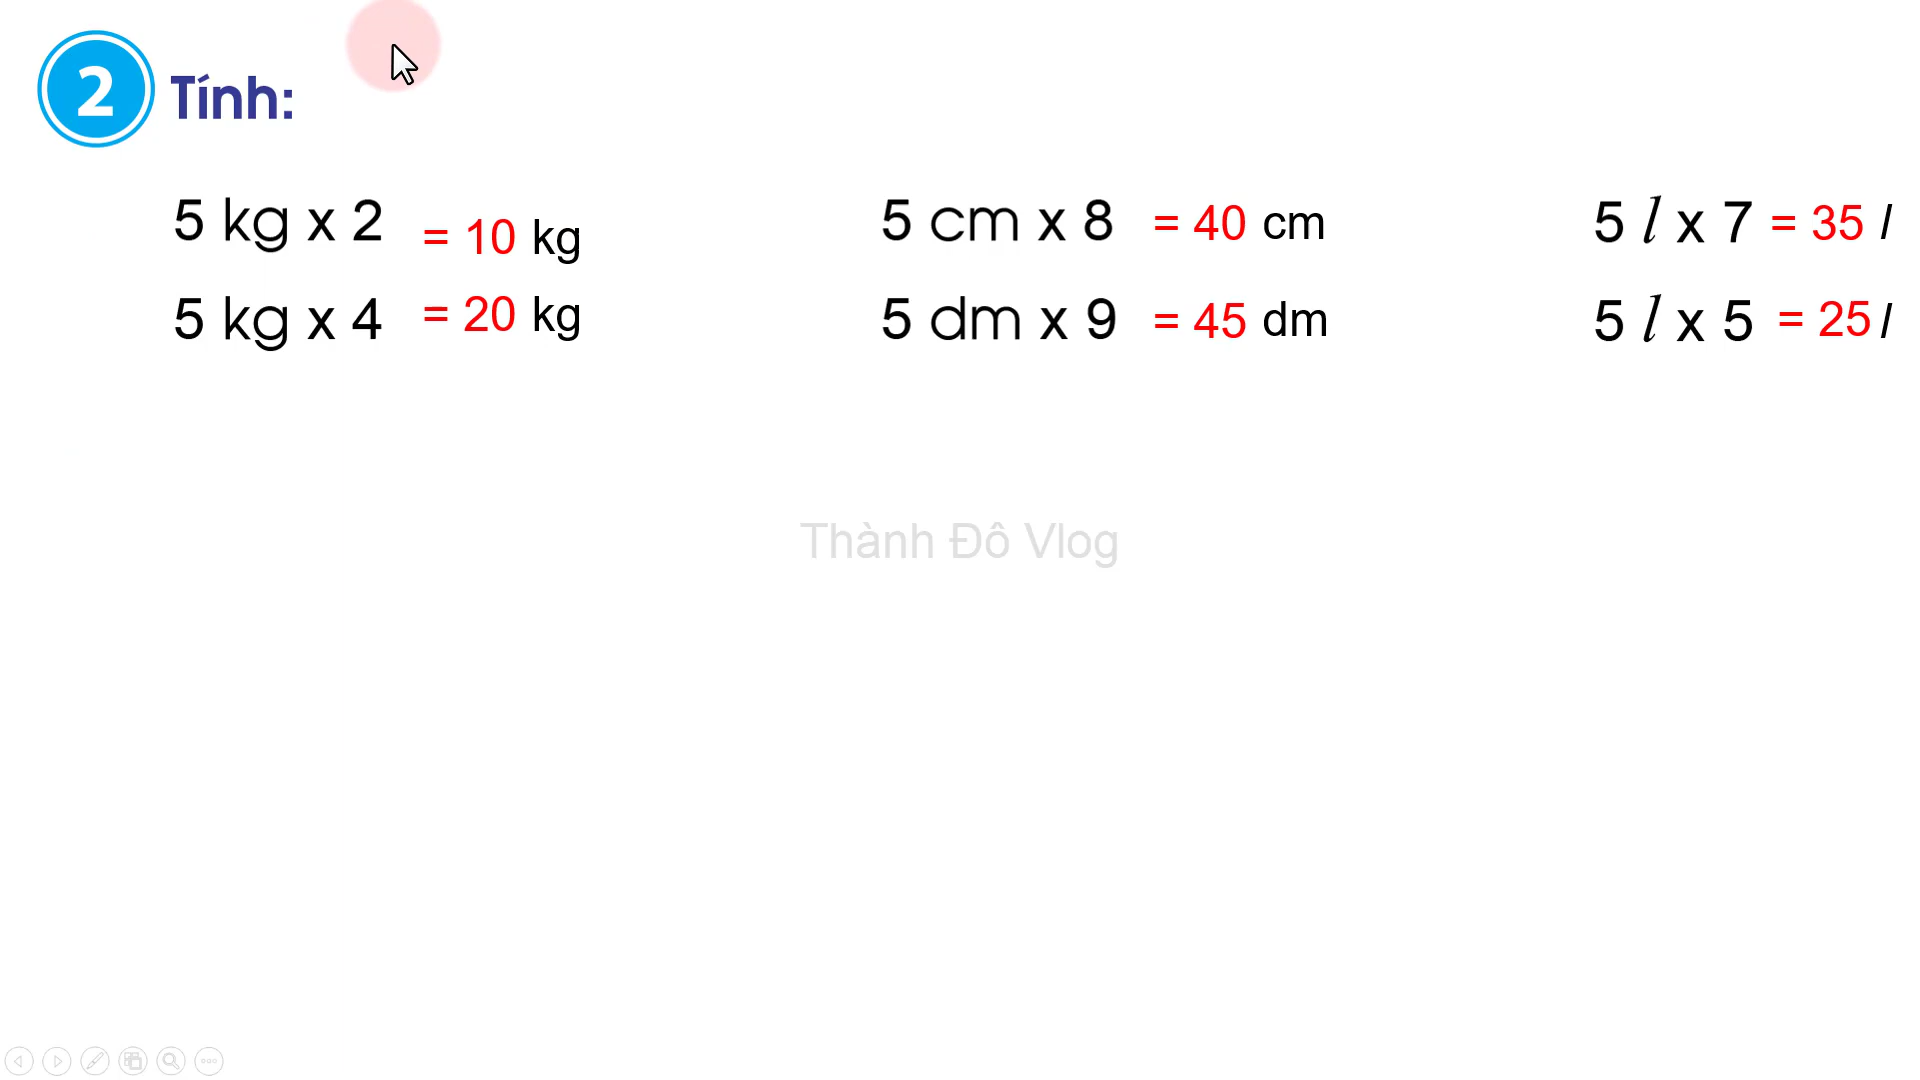 2 Tính:
5 kg x 2 = 10 kg 5 cm x 8 = 40 cm 5 l x 7 = 35 l
5 kg x 4 = 20 kg 5 dm x 9 = 45 dm 5 l x 5 = 25 l
Thành Đô Vlog